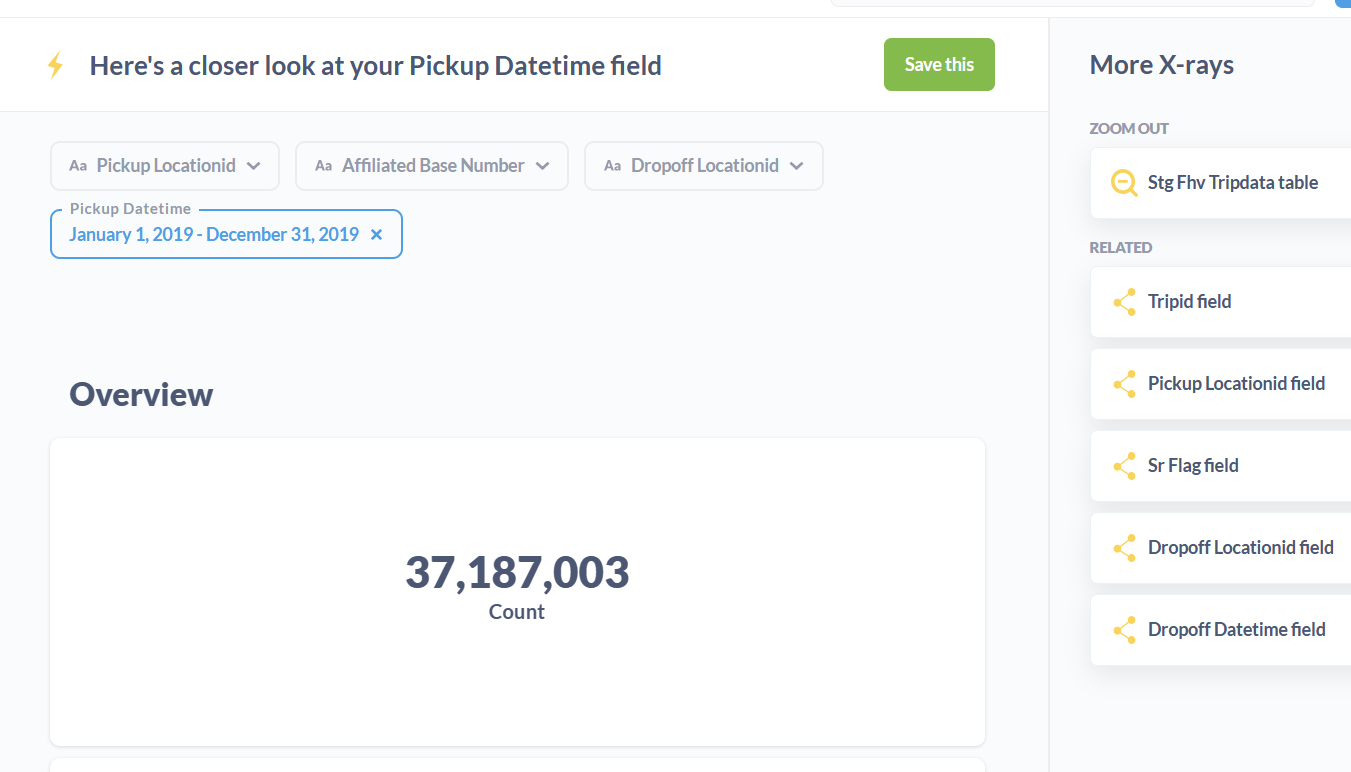 Here's a closer look at your Pickup Datetime field
Save this
Aa Pickup Locationid
Aa Affiliated Base Number
Aa Dropoff Locationid
Pickup Datetime
January 1, 2019 - December 31, 2019
Overview
37,187,003
Count
More X-rays
ZOOM OUT
Stg Fhv Tripdata table
RELATED
Tripid field
Pickup Locationid field
Sr Flag field
Dropoff Locationid field
Dropoff Datetime field